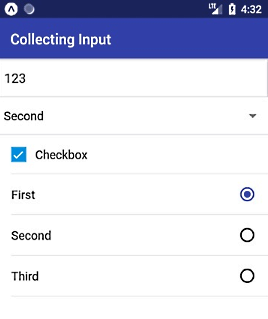 LTE 4:32
Collecting Input
123
Second
Checkbox
First
Second
Third